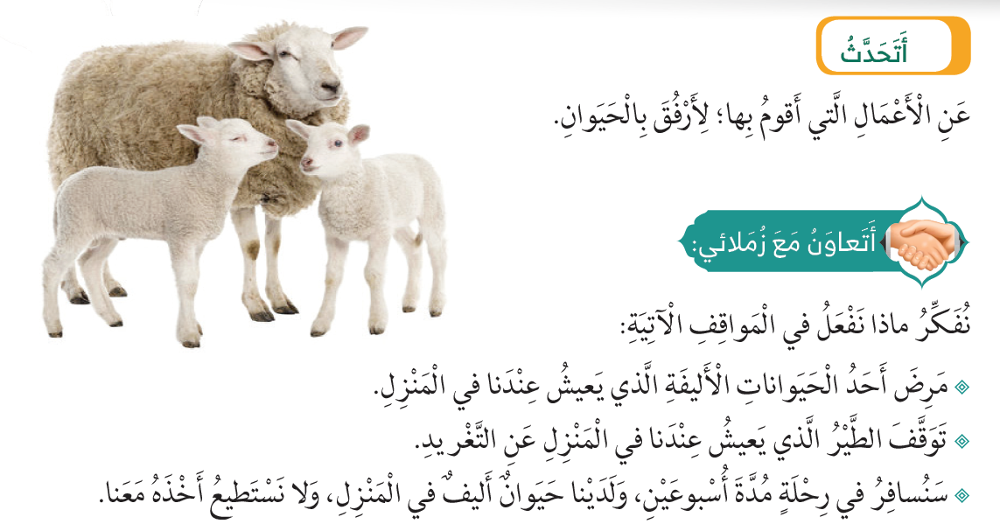 أَتَحَدَّثُ
عَنِ الْأَعْمَالِ الَّتي أَقومُ بِها؛ لِأَرْفُقَ بِالْحَيَوانِ.
أَتَعاوَنُ مَعَ زُمَلائي:
نُفَكِّرُ ماذا نَفْعَلُ في الْمَواقِفِ الْآتِيَةِ:
مَرِضَ أَحَدُ الْحَيَواناتِ الْأَليفَةِ الَّذي يَعيشُ عِنْدَنا في الْمَنْزِلِ.
تَوَقَّفَ الطَّيْرُ الَّذي يَعيشُ عِنْدَنا في الْمَنْزِلِ عَنِ التَّغْريدِ.
سَنُسافِرُ في رِحْلَةٍ مُدَّةَ أُسْبوعَيْنِ، وَلَدَيْنا حَيَوانٌ أَليفٌ في الْمَنْزِلِ، وَلا نَسْتَطيعُ أَخْذَهُ مَعَنا.